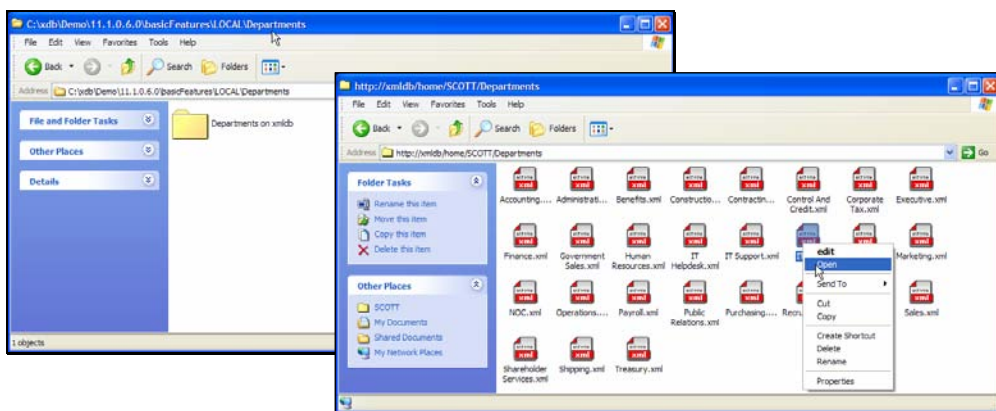 C:\xdb\Demo\11.1.0.6.0\basicFeatures\LOCAL\Departments
File Edit View Favorites Tools Help
Back Search Folders
Address C:\xdb\Demo\11.1.0.6.0\basicFeatures\LOCAL\Departments
File and Folder Tasks
Other Places
Details
Departments on xmldb
1 objects
http://xmldb/home/SCOTT/Departments
File Edit View Favorites Tools Help
Back Search Folders
Address http://xmldb/home/SCOTT/Departments Go
Folder Tasks
Rename this item
Move this item
Copy this item
Delete this item
Other Places
SCOTT
My Documents
Shared Documents
My Network Places
Accounting.... Administrati... Benefits.xml Constructio... Contractin... Control And Credit.xml Corporate Tax.xml Executive.xml
Finance.xml Government Sales.xml Human Resources.xml IT Helpdesk.xml IT Support.xml Marketing.xml
NOC.xml Operations.... Payroll.xml Public Relations.xml Purchasing.... Sales.xml
Shareholder Services.xml Shipping.xml Treasury.xml
edit
Open
Send To
Cut
Copy
Create Shortcut
Delete
Rename
Properties